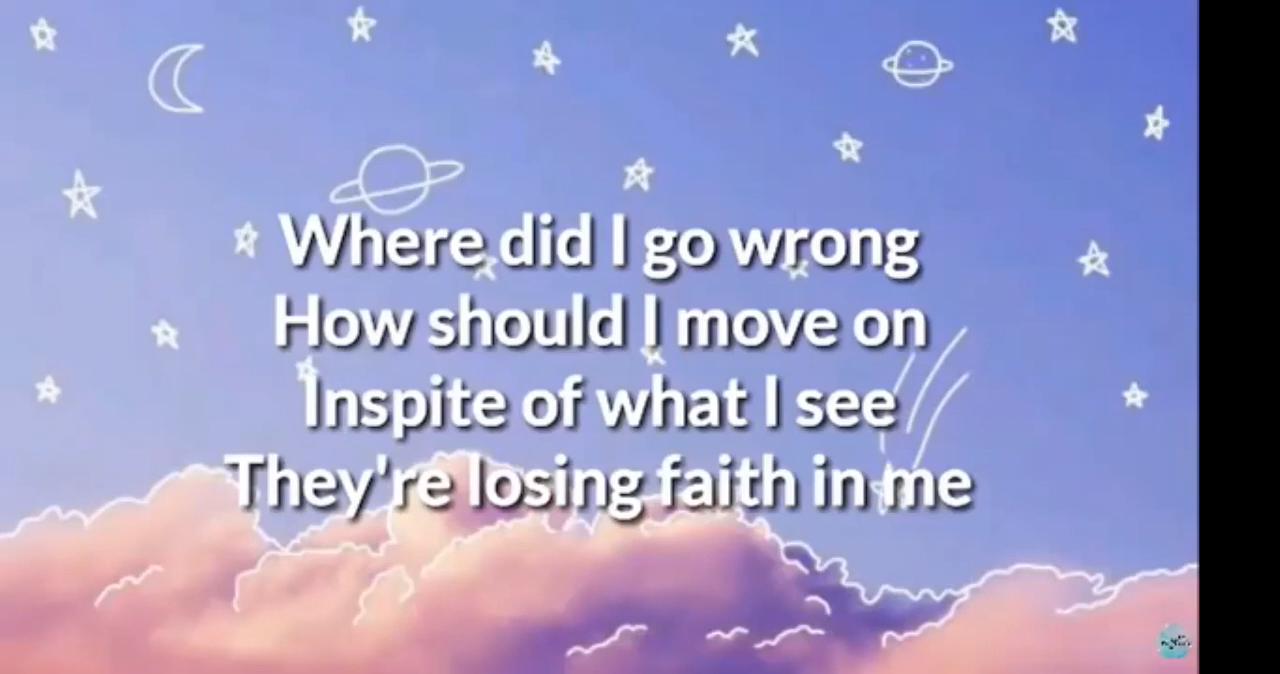 Where did I go wrong
How should I move on
Inspite of what I see
They're losing faith in me